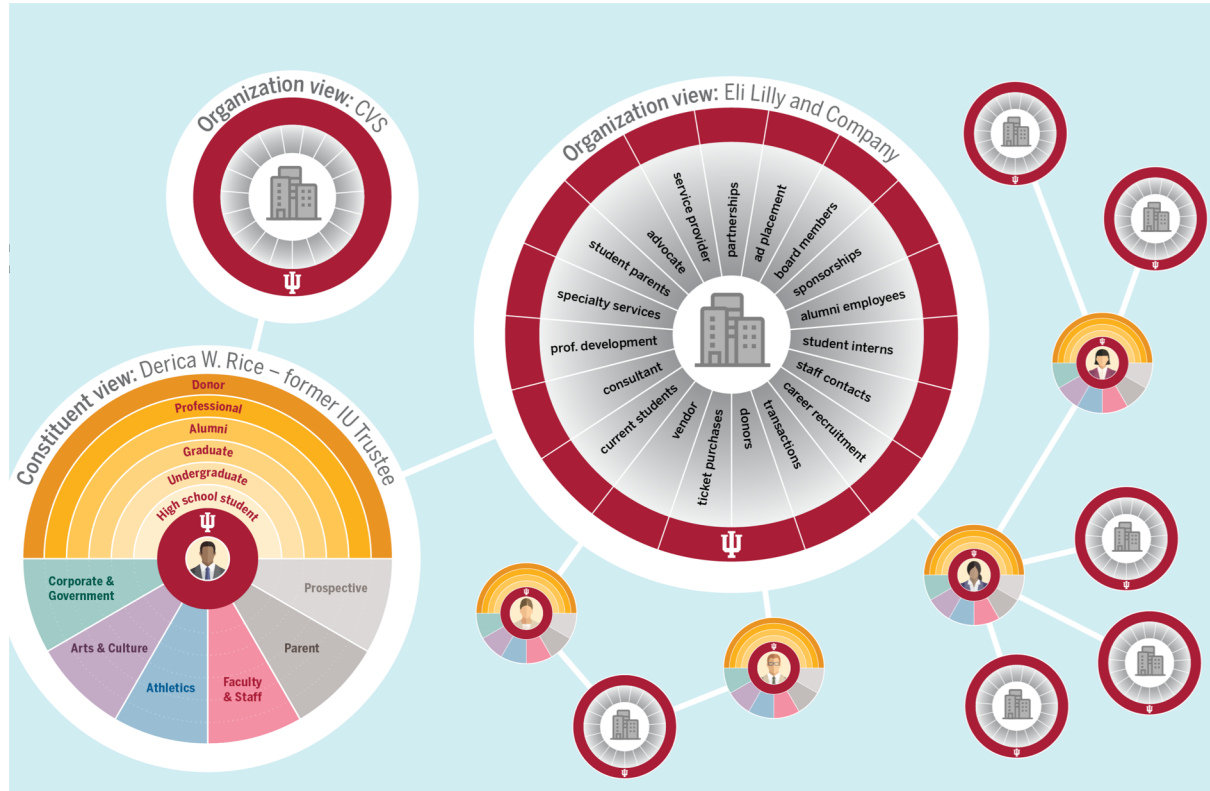 Organization view: CVS
Organization view: Eli Lilly and Company
service provider
partnerships
ad placement
board members
sponsorships
alumni employees
student interns
staff contacts
career recruitment
transactions
donors
ticket purchases
vendor
current students
consultant
prof. development
specialty services
student parents
advocate
Constituent view: Derica W. Rice – former IU Trustee
Donor
Professional
Alumni
Graduate
Undergraduate
High school student
Corporate &
Government
Arts & Culture
Athletics
Faculty
& Staff
Parent
Prospective